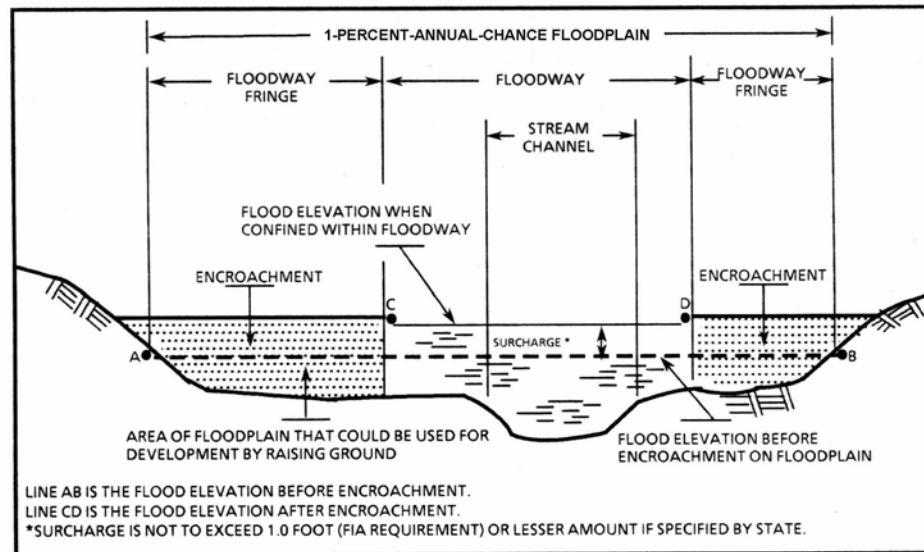 1-PERCENT-ANNUAL-CHANCE FLOODPLAIN
FLOODWAY
FRINGE
FLOODWAY
FLOODWAY
FRINGE
STREAM
CHANNEL
FLOOD ELEVATION WHEN
CONFINED WITHIN FLOODWAY
ENCROACHMENT
ENCROACHMENT
C
D
SURCHARGE *
A
B
AREA OF FLOODPLAIN THAT COULD BE USED FOR
DEVELOPMENT BY RAISING GROUND
FLOOD ELEVATION BEFORE
ENCROACHMENT ON FLOODPLAIN
LINE AB IS THE FLOOD ELEVATION BEFORE ENCROACHMENT.
LINE CD IS THE FLOOD ELEVATION AFTER ENCROACHMENT.
*SURCHARGE IS NOT TO EXCEED 1.0 FOOT (FIA REQUIREMENT) OR LESSER AMOUNT IF SPECIFIED BY STATE.